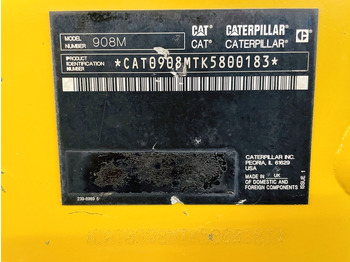 MODEL NUMBER 908M CAT CATERPILLAR
CAT® CATERPILLAR®
PRODUCT IDENTIFICATION NUMBER *CAT0908MTK5800183*
CATERPILLAR INC.
PEORIA, IL 61629
USA
MADE IN UK
OF DOMESTIC AND
FOREIGN COMPONENTS
ISSUE 1